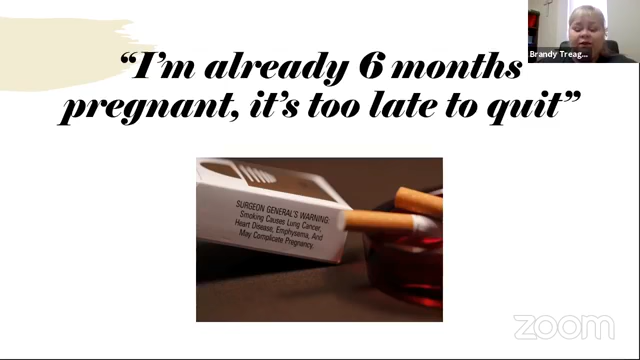 Brandy Treag...
“I’m already 6 months
pregnant, it’s too late to quit”
SURGEON GENERAL'S WARNING:
Smoking Causes Lung Cancer,
Heart Disease, Emphysema, And
May Complicate Pregnancy.
zoom